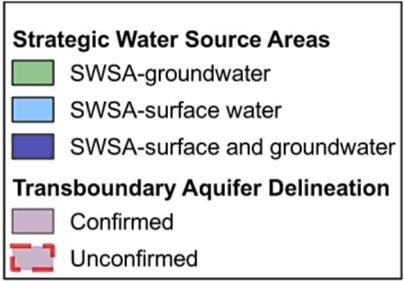 Strategic Water Source Areas
SWSA-groundwater
SWSA-surface water
SWSA-surface and groundwater
Transboundary Aquifer Delineation
Confirmed
Unconfirmed